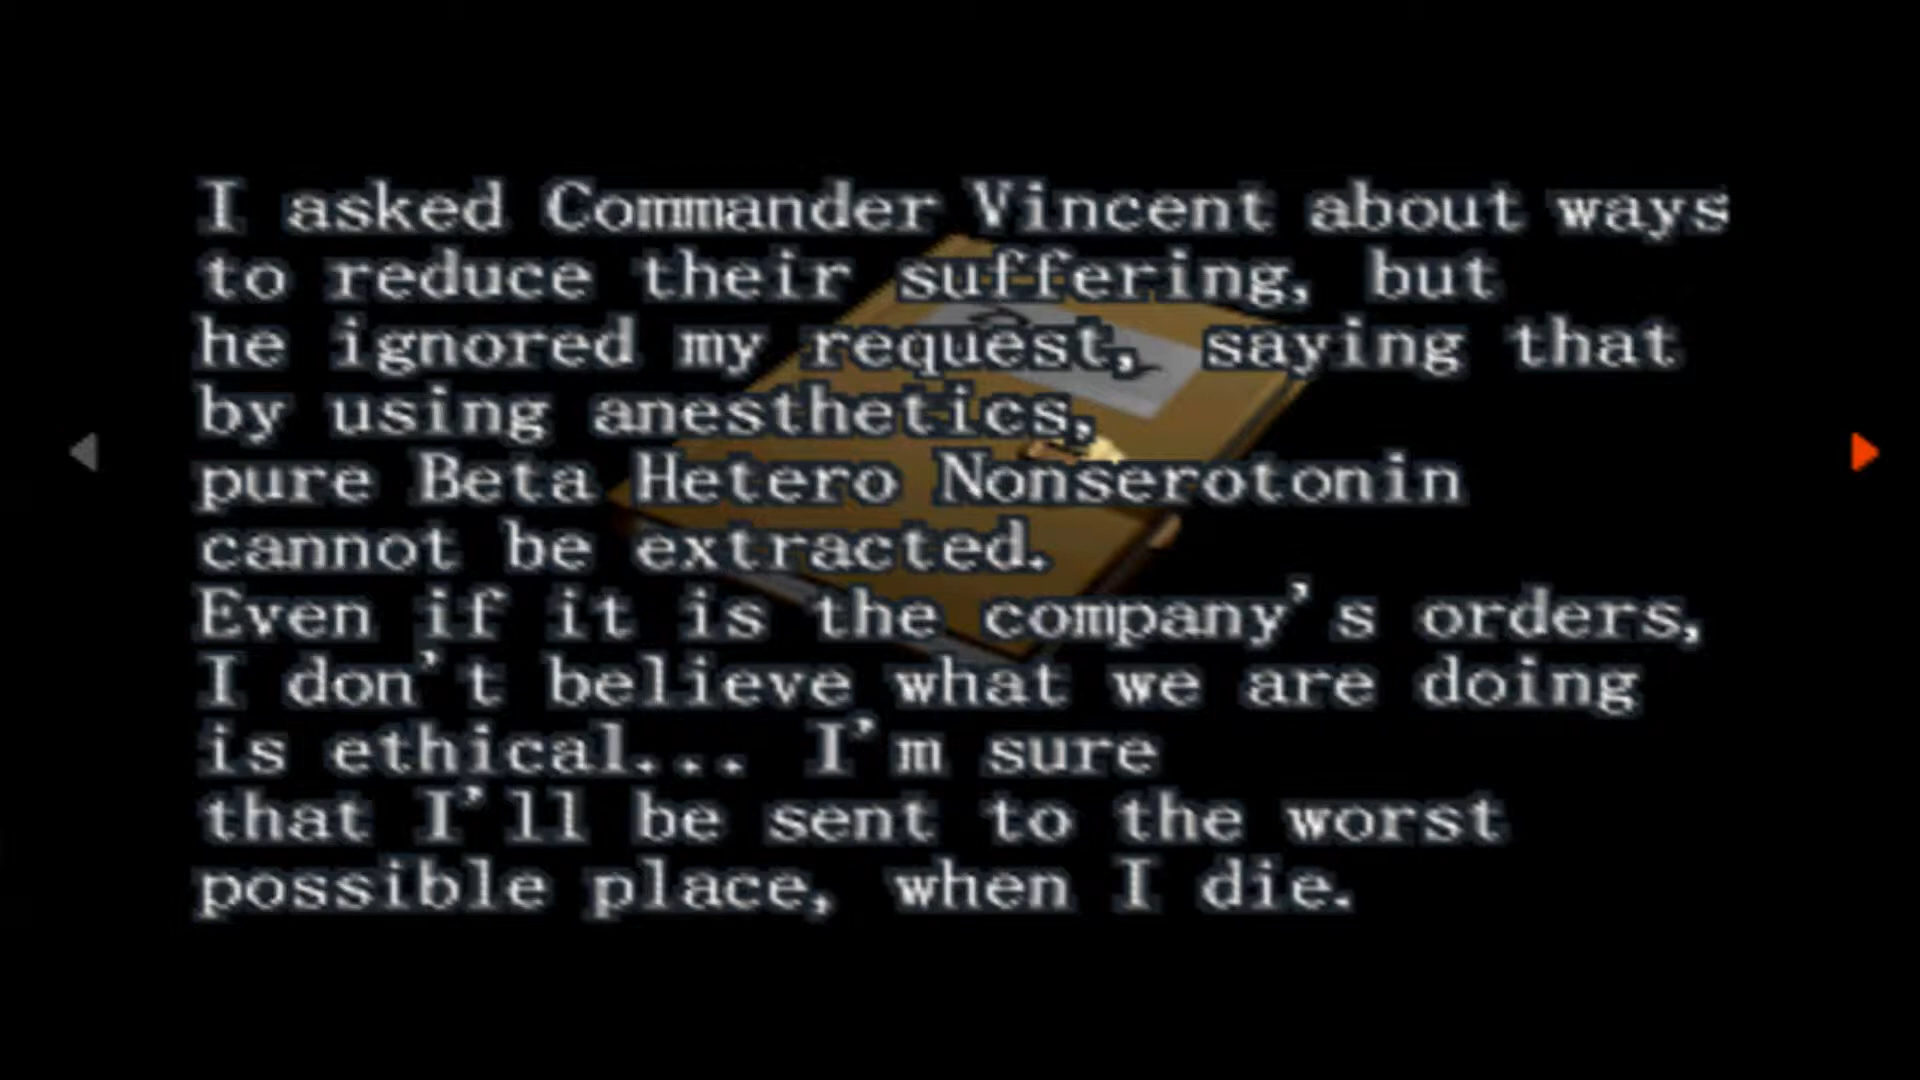 I asked Commander Vincent about ways
to reduce their suffering, but
he ignored my request, saying that
by using anesthetics,
pure Beta Hetero Nonserotonin
cannot be extracted.
Even if it is the company's orders,
I don't believe what we are doing
is ethical... I'm sure
that I'll be sent to the worst
possible place, when I die.